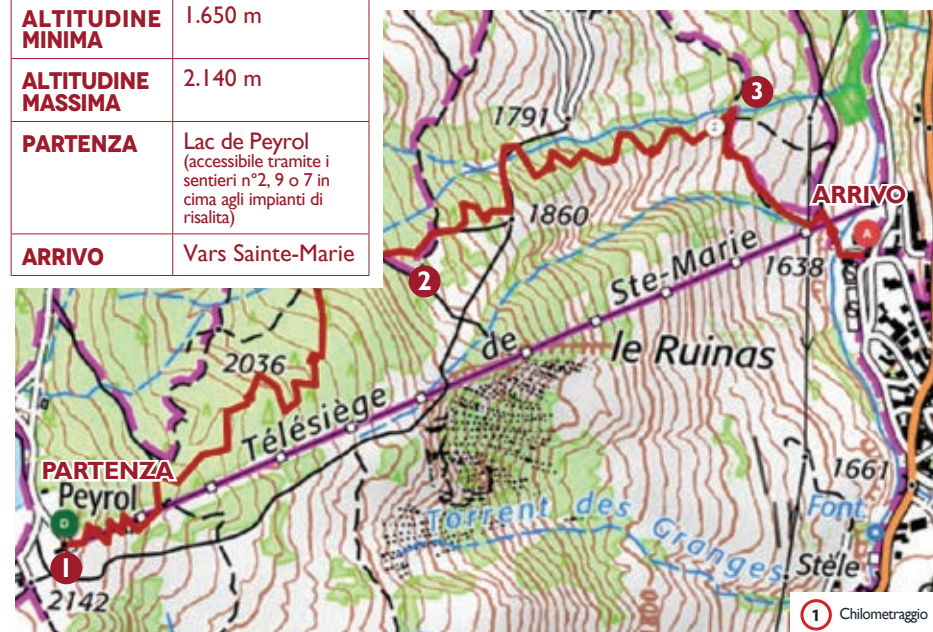 ALTITUDINE
MINIMA
1.650 m
ALTITUDINE
MASSIMA
2.140 m
PARTENZA
Lac de Peyrol
(accessibile tramite i
sentieri n°2, 9 o 7 in
cima agli impianti di
risalita)
ARRIVO
Vars Sainte-Marie
3
1791
ARRIVO
A
1860
2
Ste-Marie
1638
de
le Ruinas
2036
Télésiège
PARTENZA
Peyrol
D
1
2142
1661
Font
Torrent des
Granges
Stèle
1 Chilometraggio